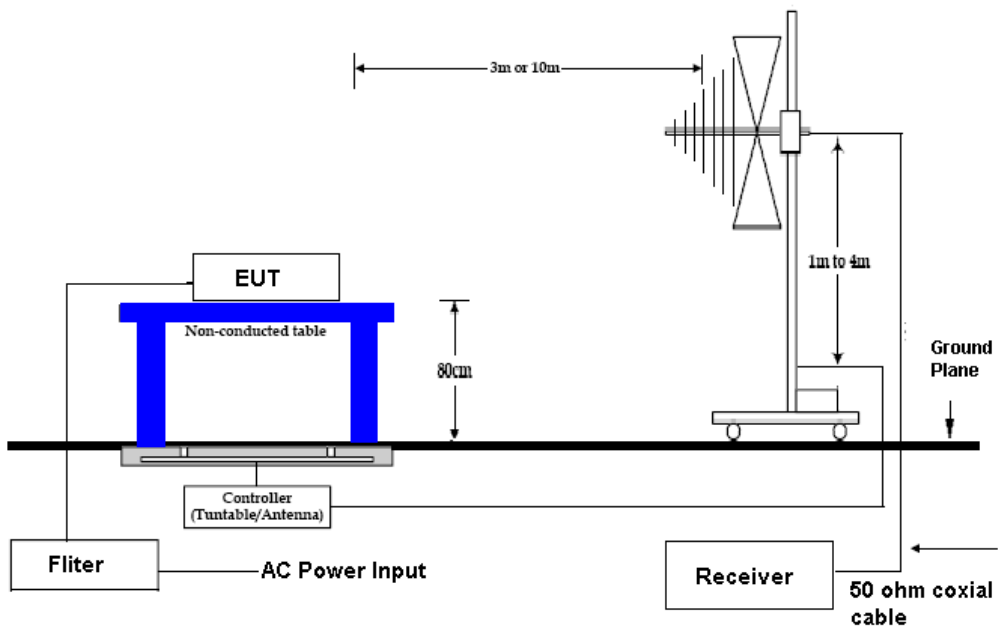 3m or 10m
1m to 4m
EUT
Non-conducted table
80cm
Ground
Plane
Controller
(Tuntable/Antenna)
Fliter
AC Power Input
Receiver
50 ohm coxial
cable